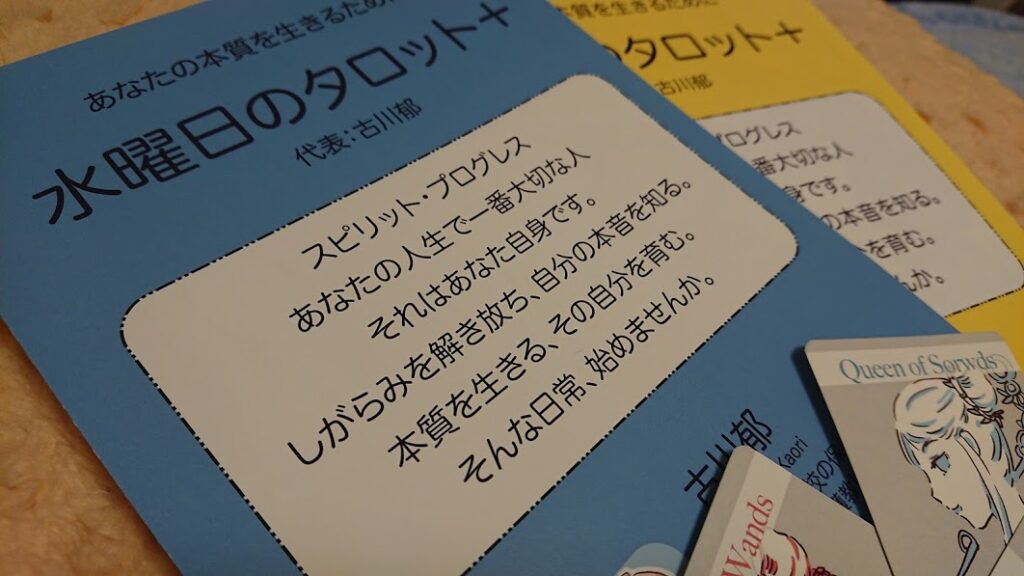 あなたの本質を生きるために
水曜日のタロット+
代表:古川郁
スピリット・プログレス
あなたの人生で一番大切な人
それはあなた自身です。
しがらみを解き放ち、自分の本音を知る。
本質を生きる、その自分を育む。
そんな日常、始めませんか。
古川郁
Kaori
を生きるために
のタロット+
古川郁
プログレス
番大切な人
身です。
の本音を知る。
を育む。
んか。
Queen of Sorwds
Wands